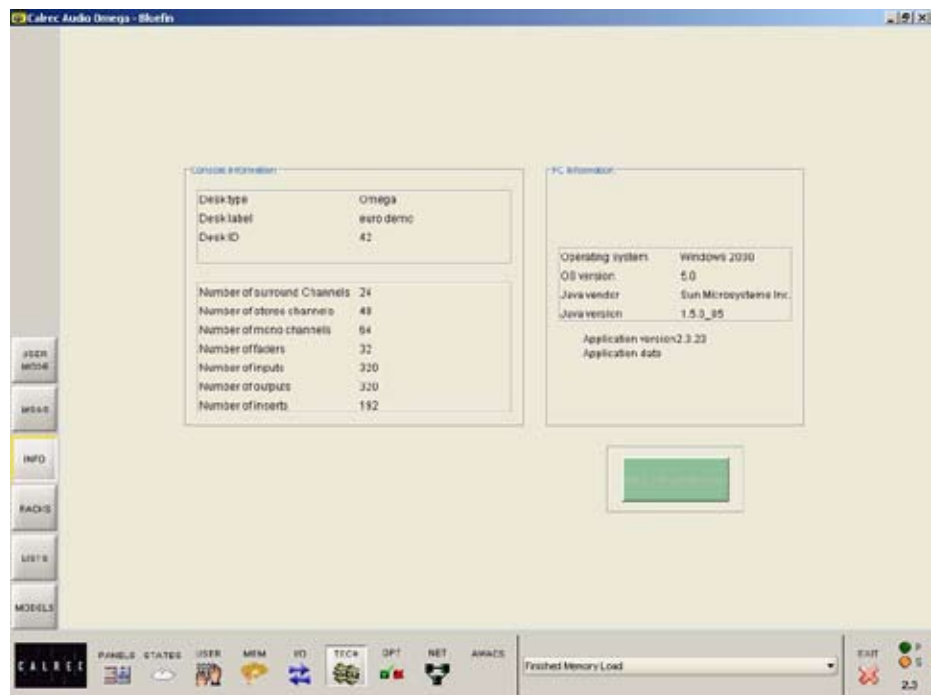 Calrec Audio Omega - Bluefin
Console Information
Desk type Omega
Desk label euro demo
Desk ID 42
Number of surround Channels 24
Number of stereo channels 48
Number of mono channels 64
Number of faders 32
Number of inputs 320
Number of outputs 320
Number of inserts 192
PC Information
Operating system Windows 2000
OS version 5.0
Java vendor Sun Microsystems Inc.
Java version 1.5.0_05
Application version2.3.23
Application data
USER
MODE
MSGS
INFO
RACKS
LISTS
MODELS
CALREC
PANELS STATES USER MEM I/O TECH OPT NET AWACS
Finished Memory Load
EXIT
P
S
2.3